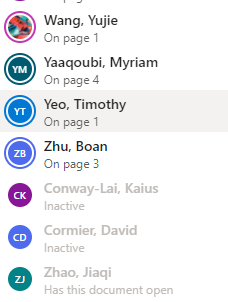 Wang, Yujie
On page 1
YM
Yaaqoubi, Myriam
On page 4
YT
Yeo, Timothy
On page 1
ZB
Zhu, Boan
On page 3
CK
Conway-Lai, Kaius
Inactive
CD
Cormier, David
Inactive
ZJ
Zhao, Jiaqi
Has this document open